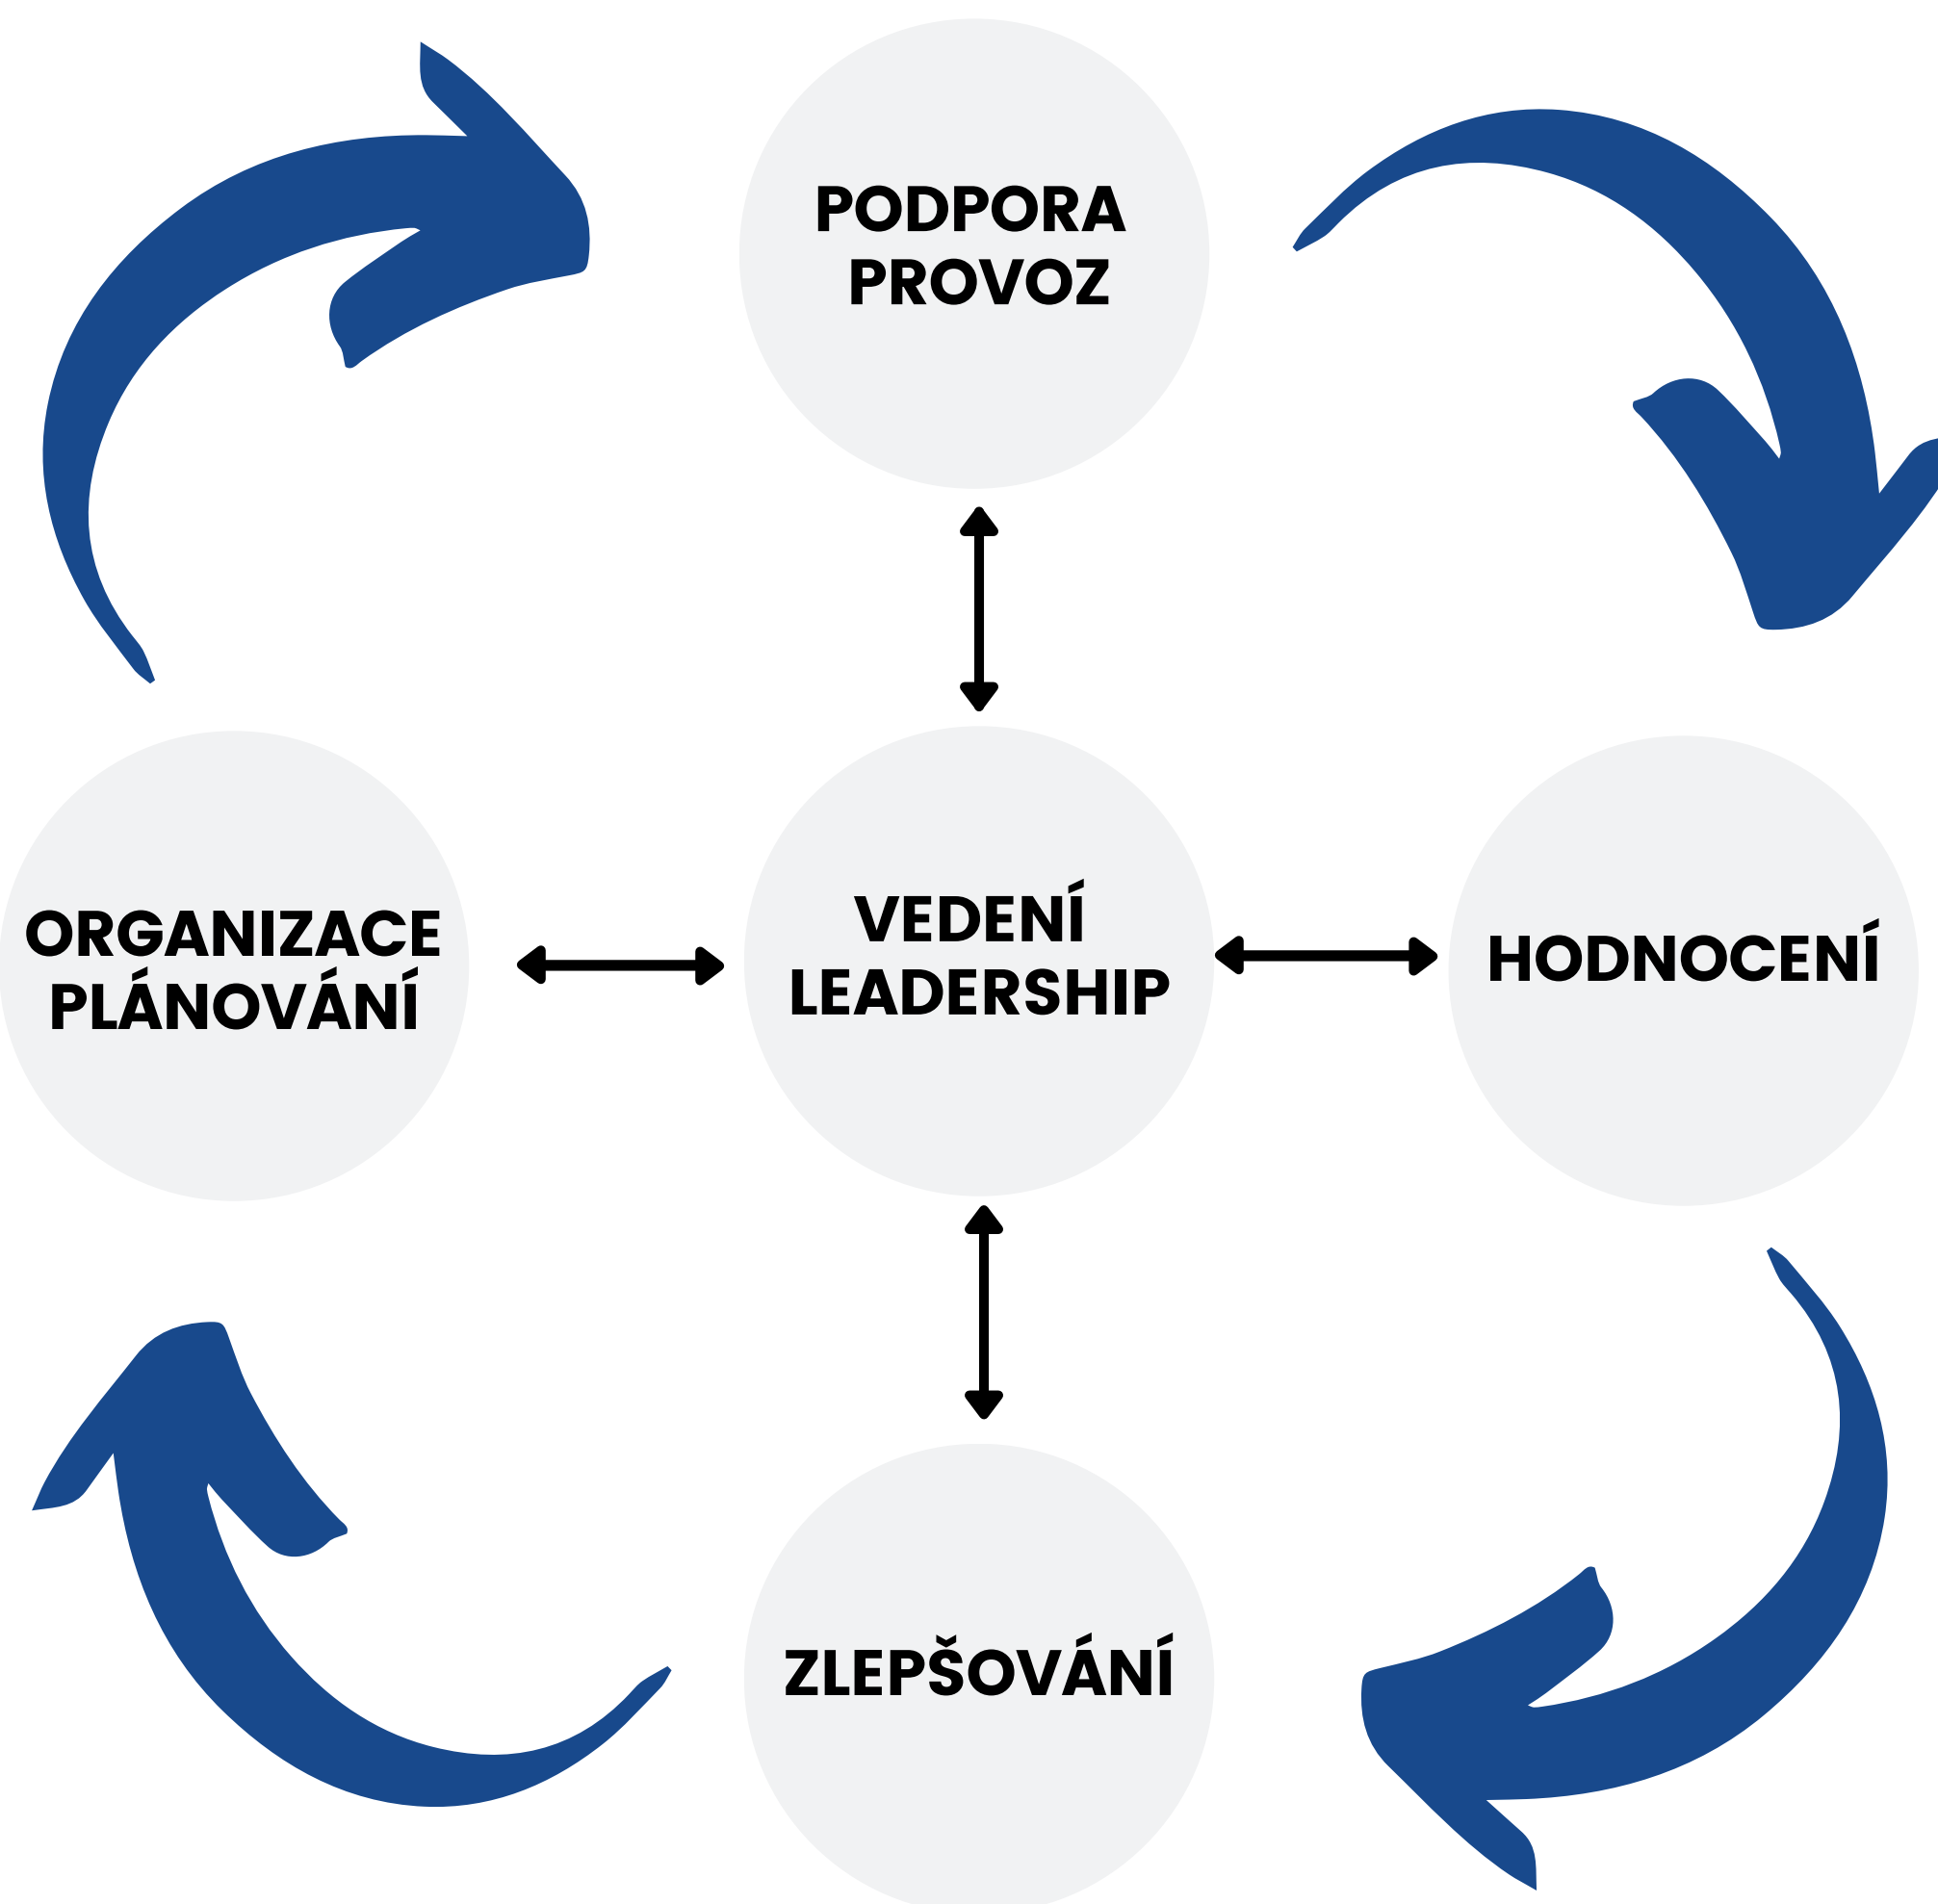 PODPORA
PROVOZ
ORGANIZACE
PLÁNOVÁNÍ
VEDENÍ
LEADERSHIP
HODNOCENÍ
ZLEPŠOVÁNÍ